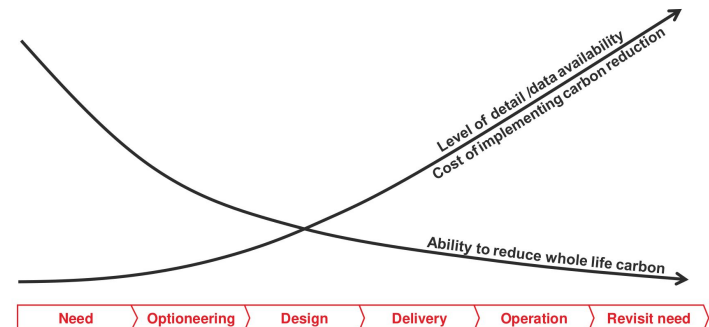 Level of detail /data availability
Cost of implementing carbon reduction
Ability to reduce whole life carbon
Need
Optioneering
Design
Delivery
Operation
Revisit need